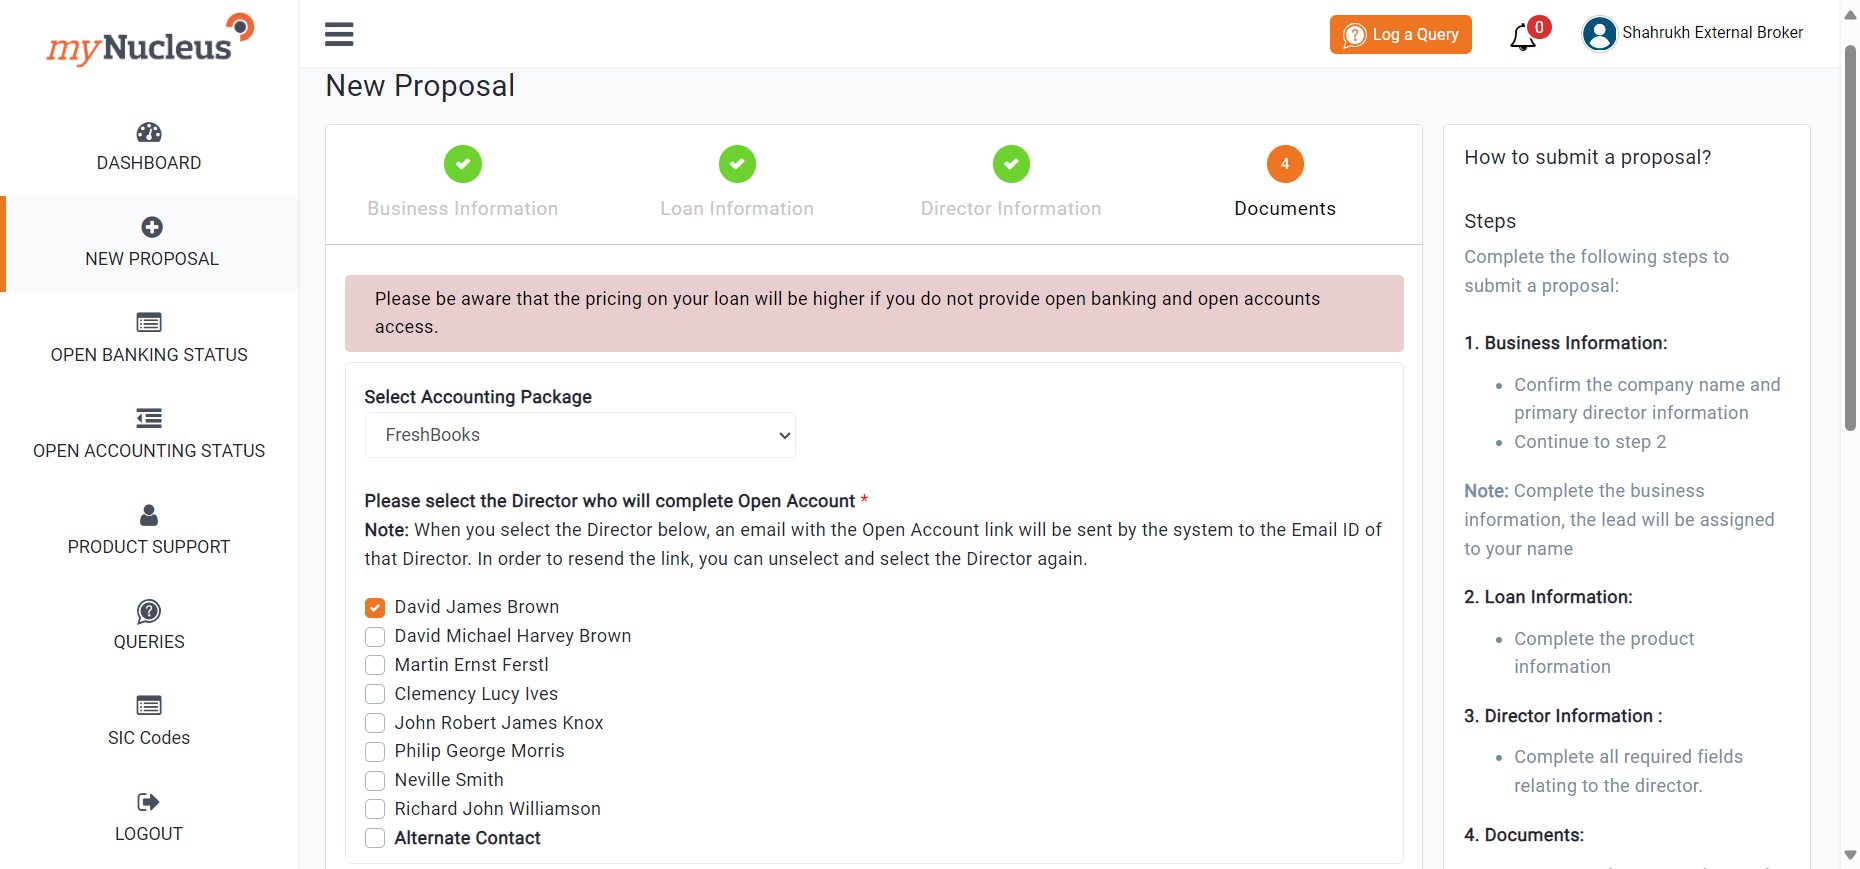 myNucleus
Log a Query
0
Shahrukh External Broker
DASHBOARD
NEW PROPOSAL
OPEN BANKING STATUS
OPEN ACCOUNTING STATUS
PRODUCT SUPPORT
QUERIES
SIC Codes
LOGOUT
New Proposal
Business Information
Loan Information
Director Information
4
Documents
Please be aware that the pricing on your loan will be higher if you do not provide open banking and open accounts
access.
Select Accounting Package
FreshBooks
Please select the Director who will complete Open Account *
Note: When you select the Director below, an email with the Open Account link will be sent by the system to the Email ID of
that Director. In order to resend the link, you can unselect and select the Director again.
David James Brown
David Michael Harvey Brown
Martin Ernst Ferstl
Clemency Lucy Ives
John Robert James Knox
Philip George Morris
Neville Smith
Richard John Williamson
Alternate Contact
How to submit a proposal?
Steps
Complete the following steps to
submit a proposal:
1. Business Information:
• Confirm the company name and
primary director information
• Continue to step 2
Note: Complete the business
information, the lead will be assigned
to your name
2. Loan Information:
• Complete the product
information
3. Director Information :
• Complete all required fields
relating to the director.
4. Documents: